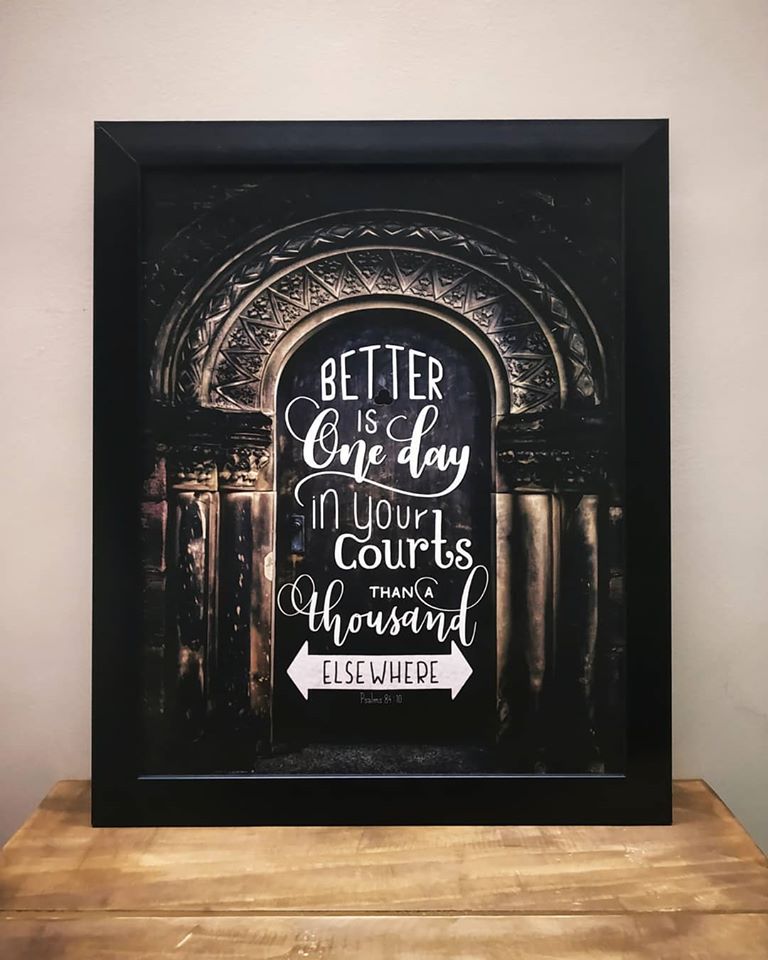 BETTER
IS
One day
in your
courts
THAN A
thousand
ELSEWHERE
Psalms 84:10